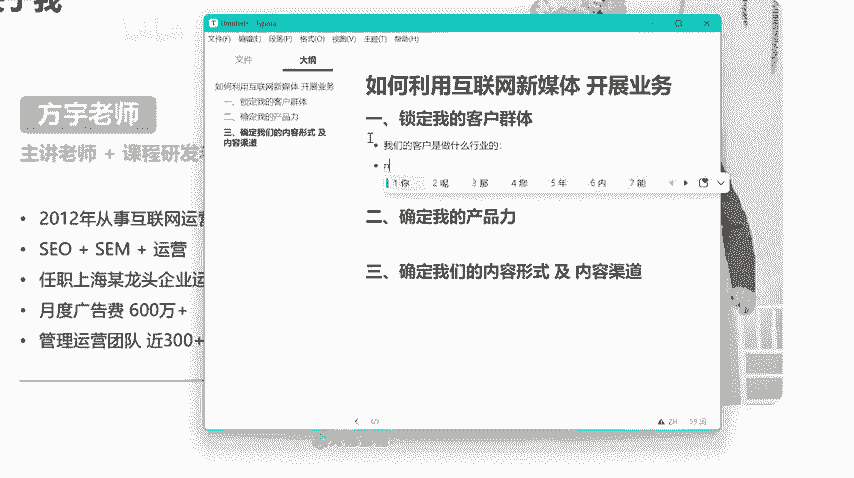 Untitled• - Typora
文件(F) 编辑(E) 段落(P) 格式(O) 视图(V) 主题(T) 帮助(H)
文件 大纲
如何利用互联网新媒体 开展业务
一、锁定我的客户群体
二、确定我的产品力
三、确定我们的内容形式 及
内容渠道
如何利用互联网新媒体 开展业务
一、锁定我的客户群体
• 我们的客户是做什么行业的：
• n
1 你 2 呢 3 那 4 您 5 年 6 内 7 能
二、确定我的产品力
三、确定我们的内容形式 及 内容渠道
方宇老师
主讲老师 + 课程研发
• 2012年从事互联网运营
• SEO + SEM + 运营
• 任职上海某龙头企业运
• 月度广告费 600万+
• 管理运营团队 近300+
ZH 59 词